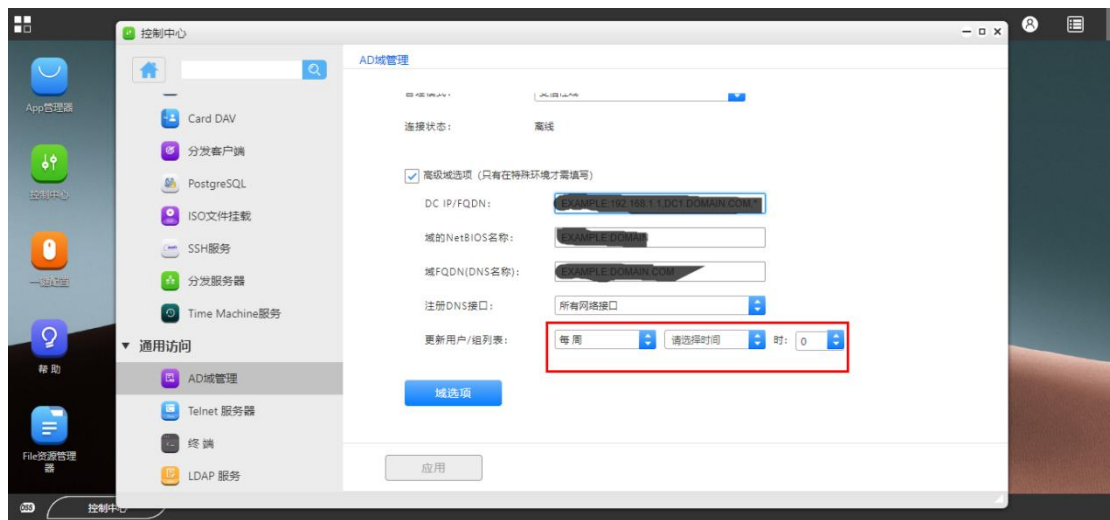 控制中心
AD域管理
App管理器
Card DAV
连接状态: 离线
分发客户端
高级域选项 (只有在特殊环境才需填写)
控制中心
PostgreSQL
DC IP/FQDN: EXAMPLE:192.168.1.1,DC1.DOMAIN.COM,*
ISO文件挂载
域的NetBIOS名称: EXAMPLE:DOMAIN
SSH服务
一键配置
分发服务器
域FQDN(DNS名称): EXAMPLE:DOMAIN.COM
Time Machine服务
注册DNS接口: 所有网络接口
通用访问
更新用户/组列表: 每周 请选择时间 时: 0
帮助
AD域管理
域选项
Telnet 服务器
终端
File资源管理
器
LDAP 服务
应用
控制中心